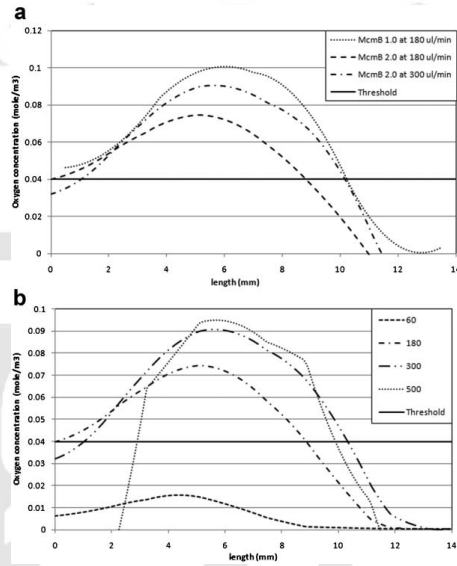 a
0.12
0.1
0.08
0.06
0.04
0.02
0
0 2 4 6 8 10 12 14
Oxygen concentration (mole/m3)
length (mm)
McmB 1.0 at 180 ul/min
McmB 2.0 at 180 ul/min
McmB 2.0 at 300 ul/min
Threshold
b
0.1
0.09
0.08
0.07
0.06
0.05
0.04
0.03
0.02
0.01
0
0 2 4 6 8 10 12 14
Oxygen concentration (mole/m3)
length (mm)
60
180
300
500
Threshold